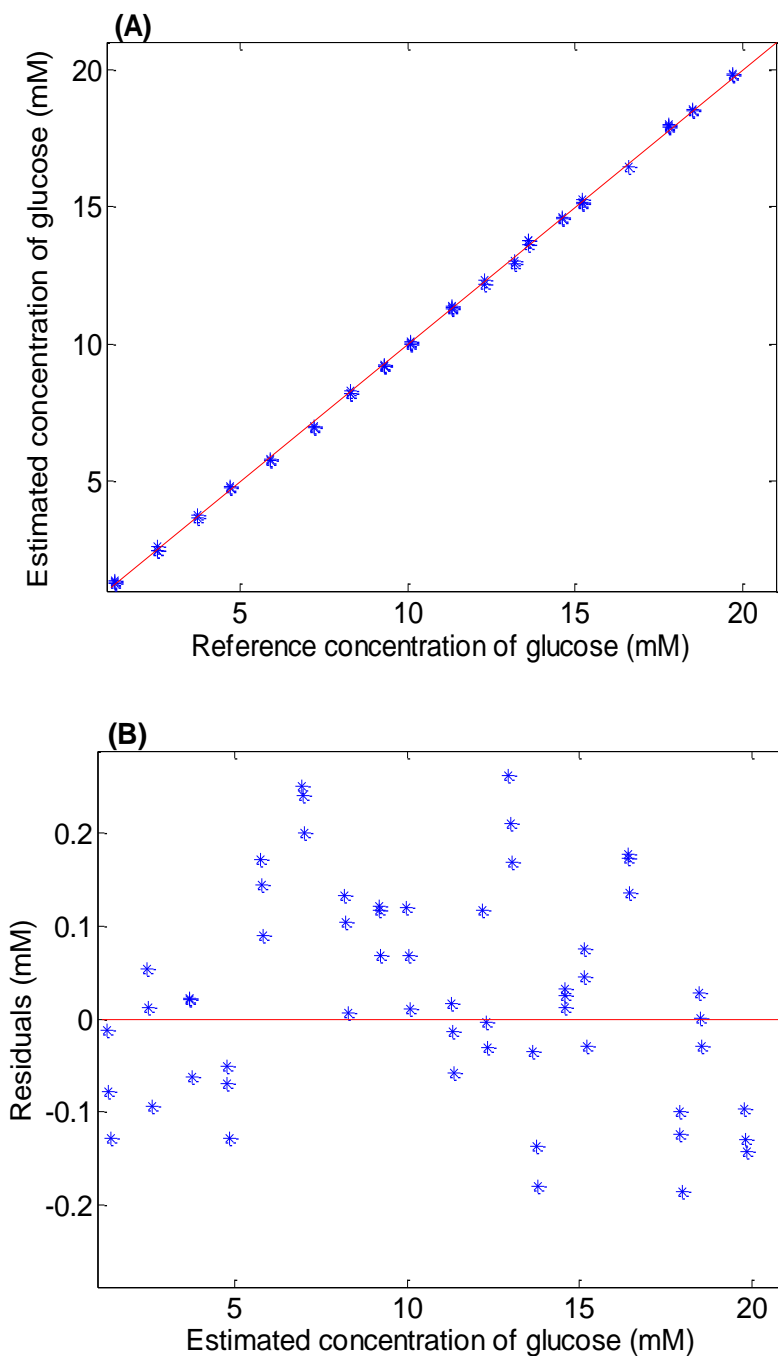 (A)
Estimated concentration of glucose (mM)
20
15
10
5
5 10 15 20
Reference concentration of glucose (mM)
(B)
Residuals (mM)
0.2
0.1
0
-0.1
-0.2
5 10 15 20
Estimated concentration of glucose (mM)